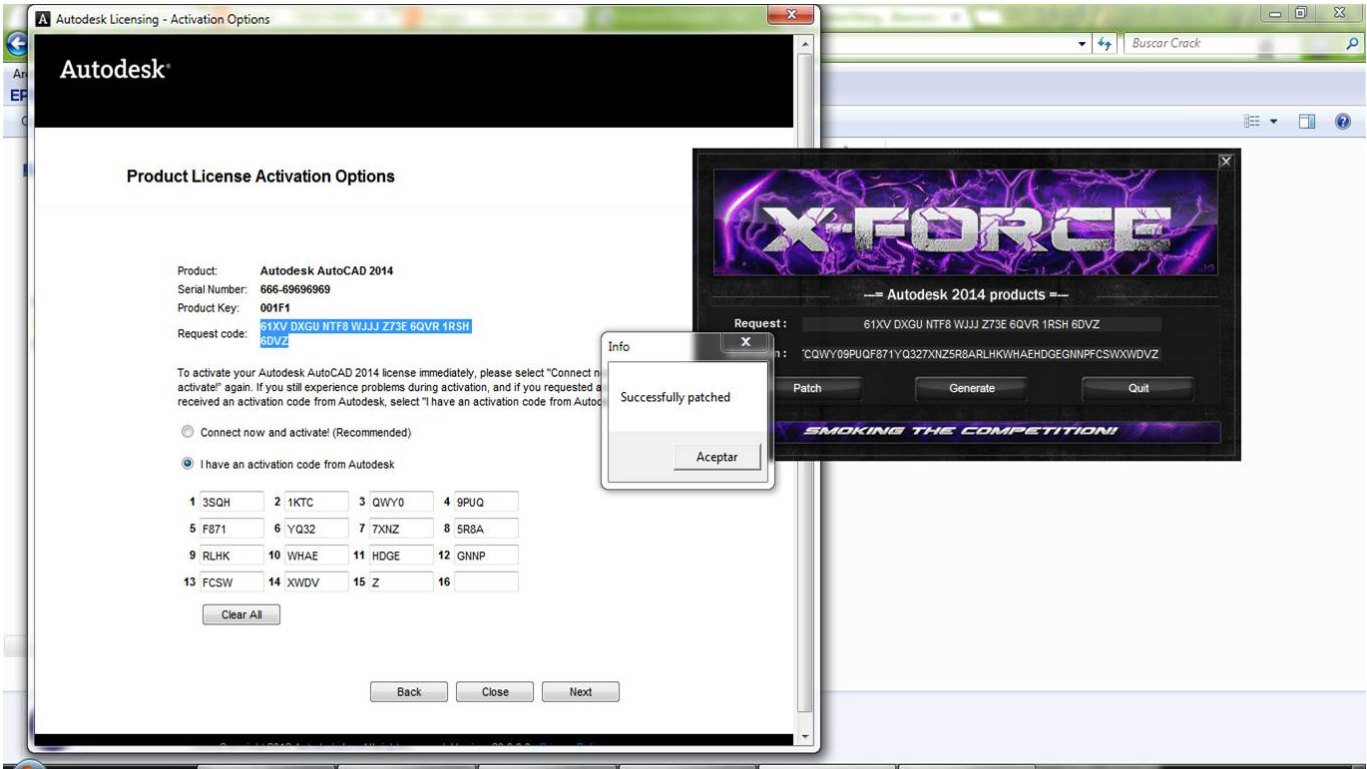 Autodesk Licensing - Activation Options
Buscar Crack
Autodesk
Product License Activation Options
Product: Autodesk AutoCAD 2014
Serial Number: 666-69696969
Product Key: 001F1
Request code: 61XV DXGU NTF8 WJJJ Z73E 6QVR 1RSH
6DVZ
To activate your Autodesk AutoCAD 2014 license immediately, please select "Connect n
activate!" again. If you still experience problems during activation, and if you requested a
received an activation code from Autodesk, select "I have an activation code from Autod
Connect now and activate! (Recommended)
I have an activation code from Autodesk
1 3SQH 2 1KTC 3 QWY0 4 9PUQ
5 F871 6 YQ32 7 7XNZ 8 5R8A
9 RLHK 10 WHAE 11 HDGE 12 GNNP
13 FCSW 14 XWDV 15 Z 16
Clear All
Back Close Next
Info
Successfully patched
Aceptar
X-FORCE
---= Autodesk 2014 products =---
Request: 61XV DXGU NTF8 WJJJ Z73E 6QVR 1RSH 6DVZ
n: TCQWY09PUQF871YQ327XNZ5R8ARLHKWHAEHDGEGNNPFCSWXWDVZ
Patch Generate Quit
SMOKING THE COMPETITION!